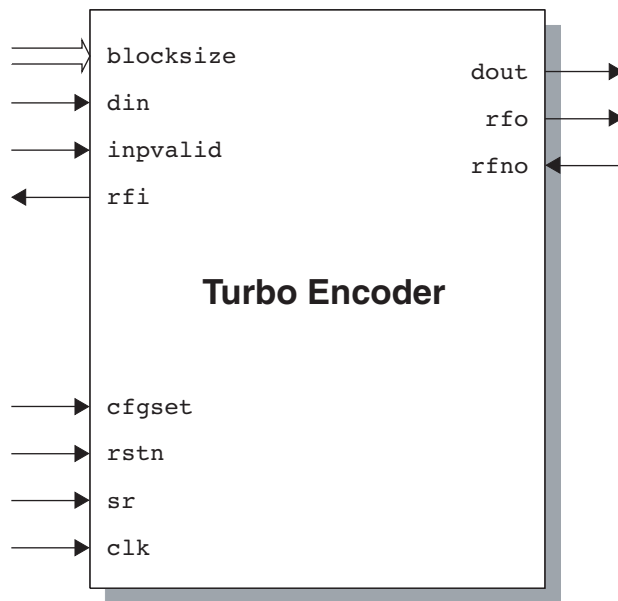 blocksize
din
inpvalid
rfi
dout
rfo
rfno
Turbo Encoder
cfgset
rstn
sr
clk